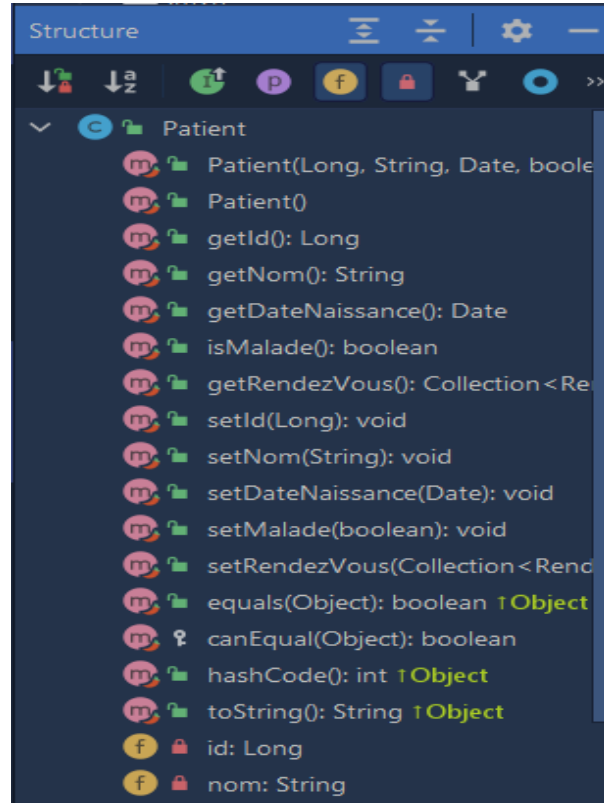 Structure
Patient
Patient(Long, String, Date, boole
Patient()
getId(): Long
getNom(): String
getDateNaissance(): Date
isMalade(): boolean
getRendezVous(): Collection<Re
setId(Long): void
setNom(String): void
setDateNaissance(Date): void
setMalade(boolean): void
setRendezVous(Collection<Rend
equals(Object): boolean ↑Object
canEqual(Object): boolean
hashCode(): int ↑Object
toString(): String ↑Object
id: Long
nom: String